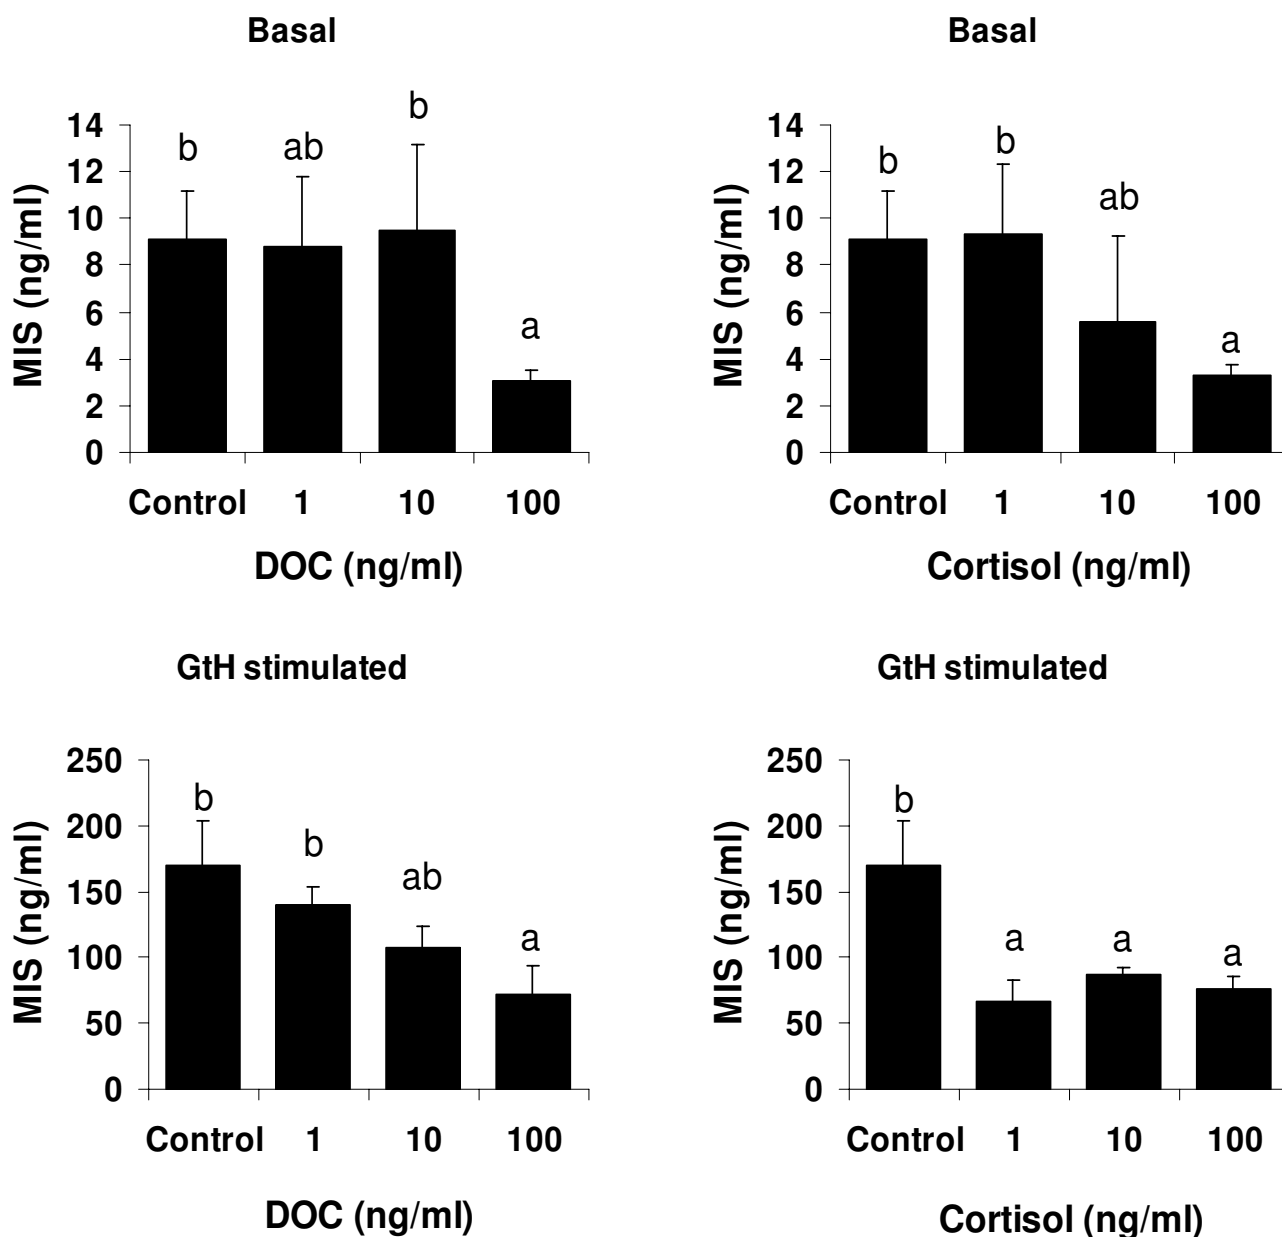 Basal
b ab b a
14
12
10
8
6
4
2
0
MIS (ng/ml)
Control 1 10 100
DOC (ng/ml)
Basal
b b ab a
14
12
10
8
6
4
2
0
MIS (ng/ml)
Control 1 10 100
Cortisol (ng/ml)
GtH stimulated
b b ab a
250
200
150
100
50
0
MIS (ng/ml)
Control 1 10 100
DOC (ng/ml)
GtH stimulated
b a a a
250
200
150
100
50
0
MIS (ng/ml)
Control 1 10 100
Cortisol (ng/ml)